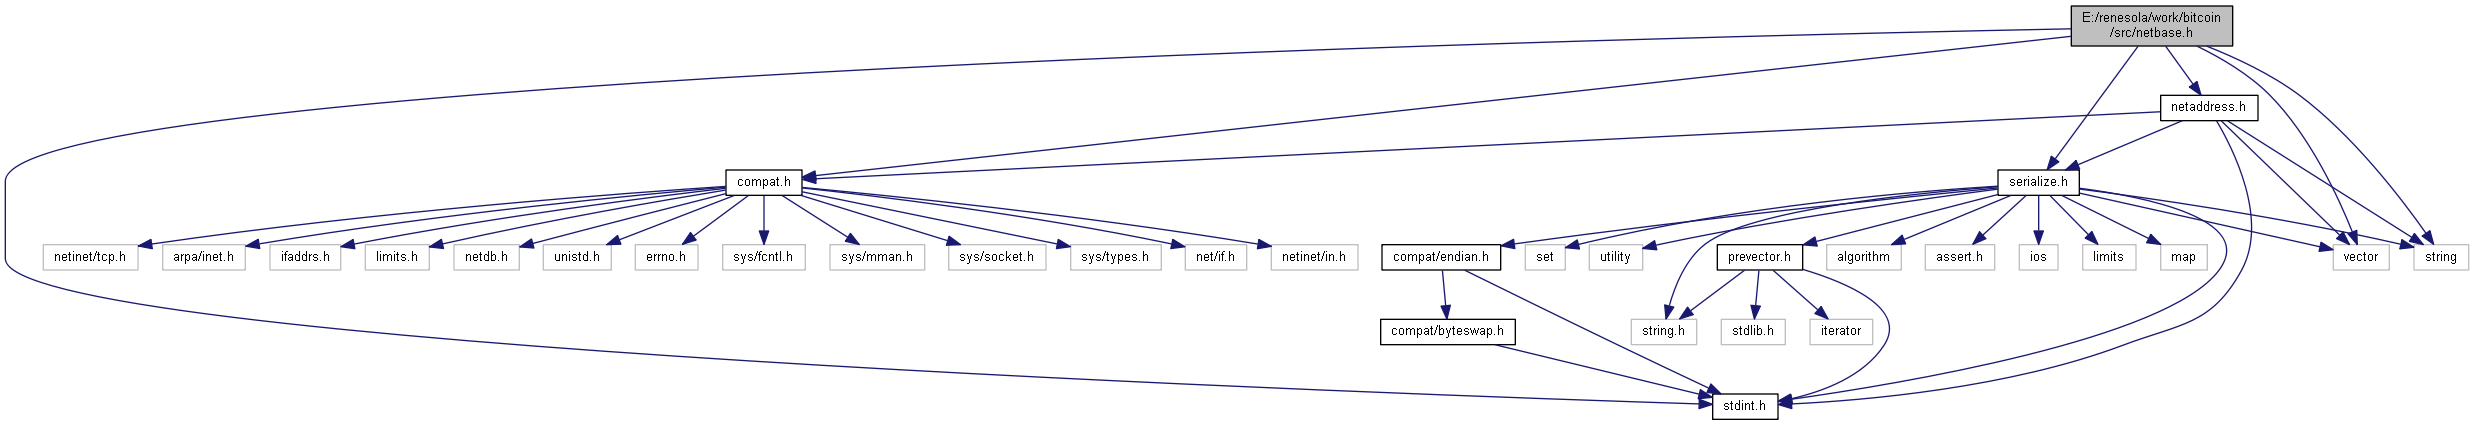 E:/renesola/work/bitcoin
/src/netbase.h
netaddress.h
compat.h
serialize.h
netinet/tcp.h
arpa/inet.h
ifaddrs.h
limits.h
netdb.h
unistd.h
errno.h
sys/fcntl.h
sys/mman.h
sys/socket.h
sys/types.h
net/if.h
netinet/in.h
compat/endian.h
set
utility
prevector.h
algorithm
assert.h
ios
limits
map
vector
string
compat/byteswap.h
string.h
stdlib.h
iterator
stdint.h